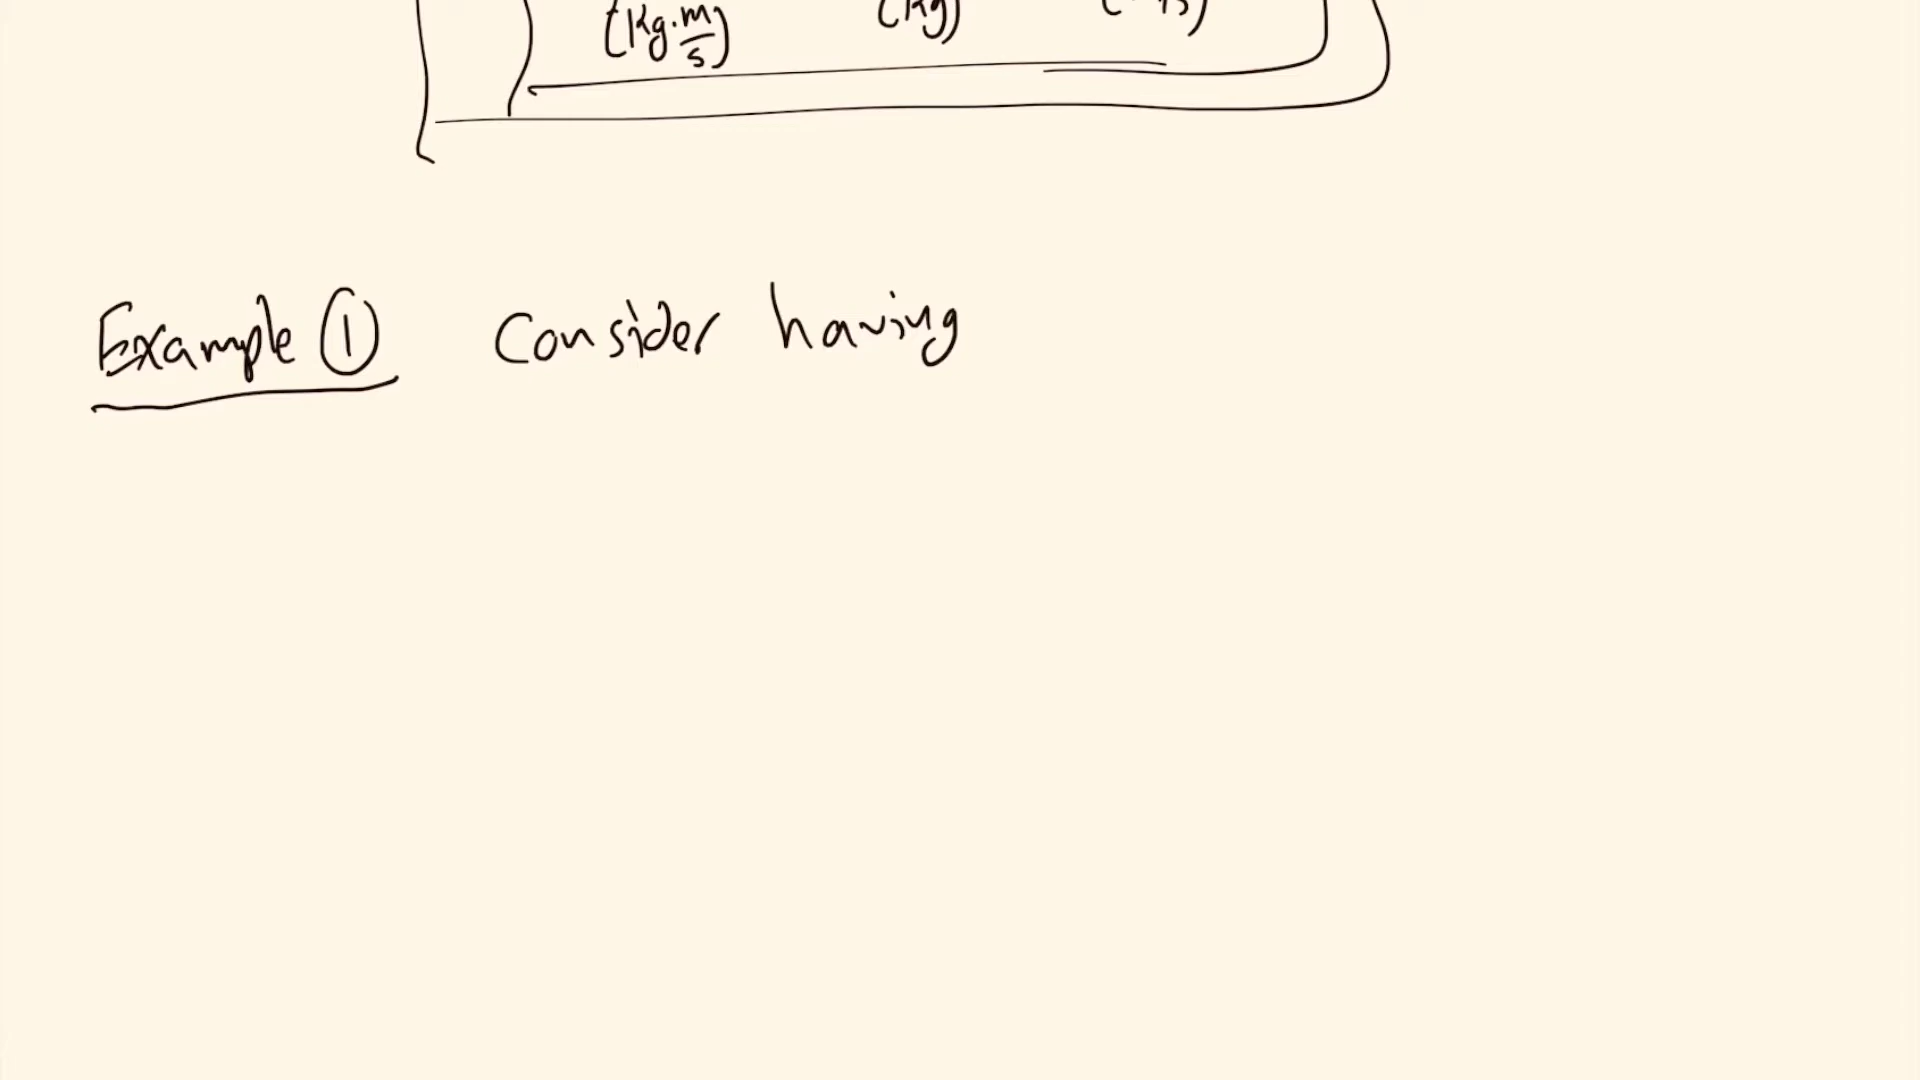 (Kg·m/s) (Kg)
Example ① Consider having